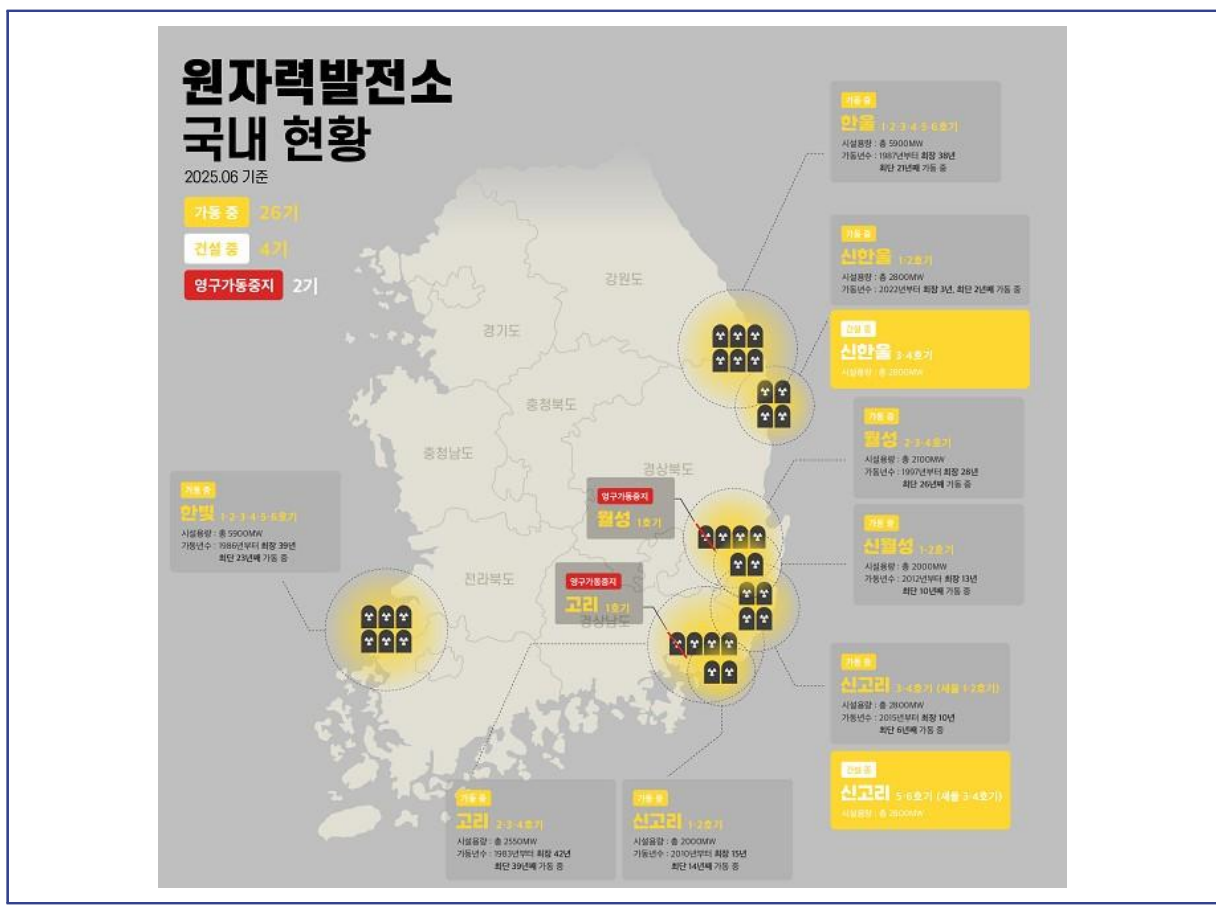 원자력발전소
국내 현황
2025.06 기준
가동 중 26기
건설 중 4기
영구가동중지 2기
가동 중
한울 1·2·3·4·5·6호기
시설용량 : 총 5900MW
가동년수 : 1987년부터 최장 38년
최단 21년째 가동 중
가동 중
신한울 1·2호기
시설용량 : 총 2800MW
가동년수 : 2022년부터 최장 3년, 최단 2년째 가동 중
건설 중
신한울 3·4호기
시설용량 : 총 2800MW
강원도
경기도
충청북도
충청남도
경상북도
전라북도
경상남도
가동 중
월성 2·3·4호기
시설용량 : 총 2100MW
가동년수 : 1997년부터 최장 28년
최단 26년째 가동 중
영구가동중지
월성 1호기
가동 중
신월성 1·2호기
시설용량 : 총 2000MW
가동년수 : 2012년부터 최장 13년
최단 10년째 가동 중
가동 중
한빛 1·2·3·4·5·6호기
시설용량 : 총 5900MW
가동년수 : 1986년부터 최장 39년
최단 23년째 가동 중
영구가동중지
고리 1호기
가동 중
신고리 3·4호기 (새울 1·2호기)
시설용량 : 총 2800MW
가동년수 : 2015년부터 최장 10년
최단 6년째 가동 중
건설 중
신고리 5·6호기 (새울 3·4호기)
시설용량 : 총 2800MW
가동 중
고리 2·3·4호기
시설용량 : 총 2550MW
가동년수 : 1983년부터 최장 42년
최단 39년째 가동 중
가동 중
신고리 1·2호기
시설용량 : 총 2000MW
가동년수 : 2010년부터 최장 15년
최단 14년째 가동 중